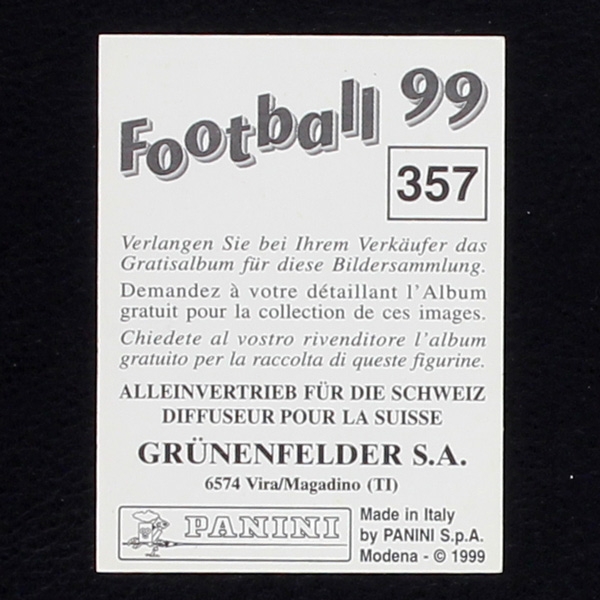 Football 99
357
Verlangen Sie bei Ihrem Verkäufer das
Gratisalbum für diese Bildersammlung.
Demandez à votre détaillant l'Album
gratuit pour la collection de ces images.
Chiedete al vostro rivenditore l'album
gratuito per la raccolta di queste figurine.
ALLEINVERTRIEB FÜR DIE SCHWEIZ
DIFFUSEUR POUR LA SUISSE
GRÜNENFELDER S.A.
6574 Vira/Magadino (TI)
PANINI
Made in Italy
by PANINI S.p.A.
Modena - © 1999